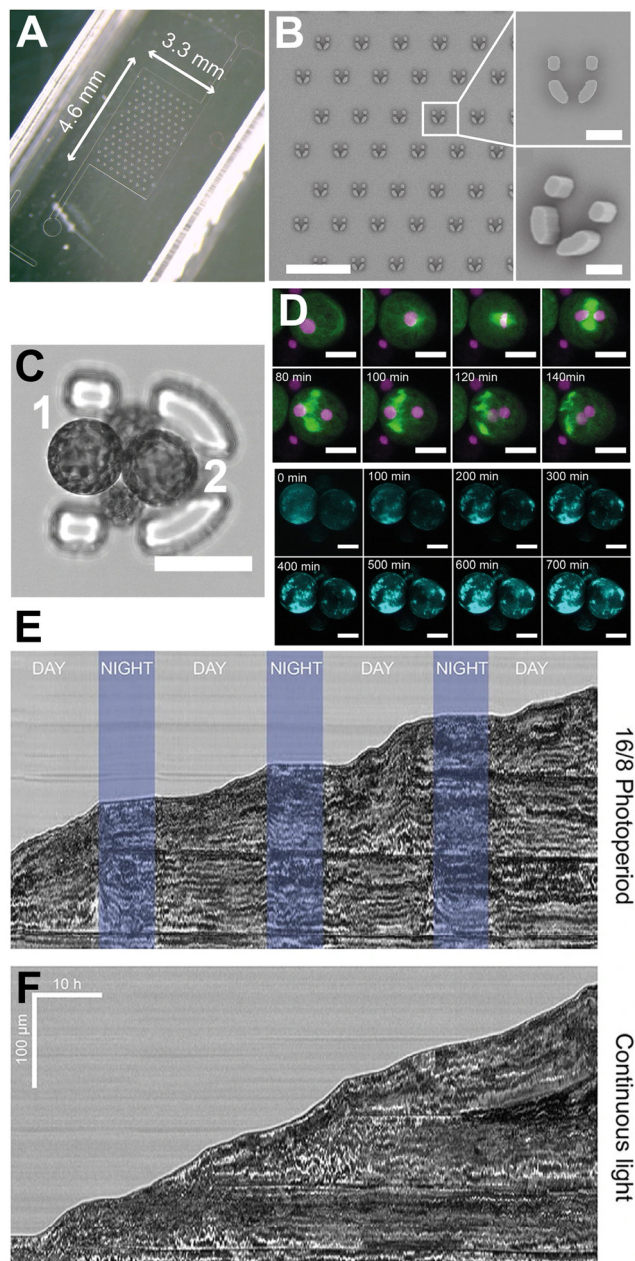 A
3.3 mm
4.6 mm
B
C
1
2
D
80 min
100 min
120 min
140min
0 min
100 min
200 min
300 min
400 min
500 min
600 min
700 min
E
DAY
NIGHT
DAY
NIGHT
DAY
NIGHT
DAY
16/8 Photoperiod
F
10 h
100 µm
Continuous light